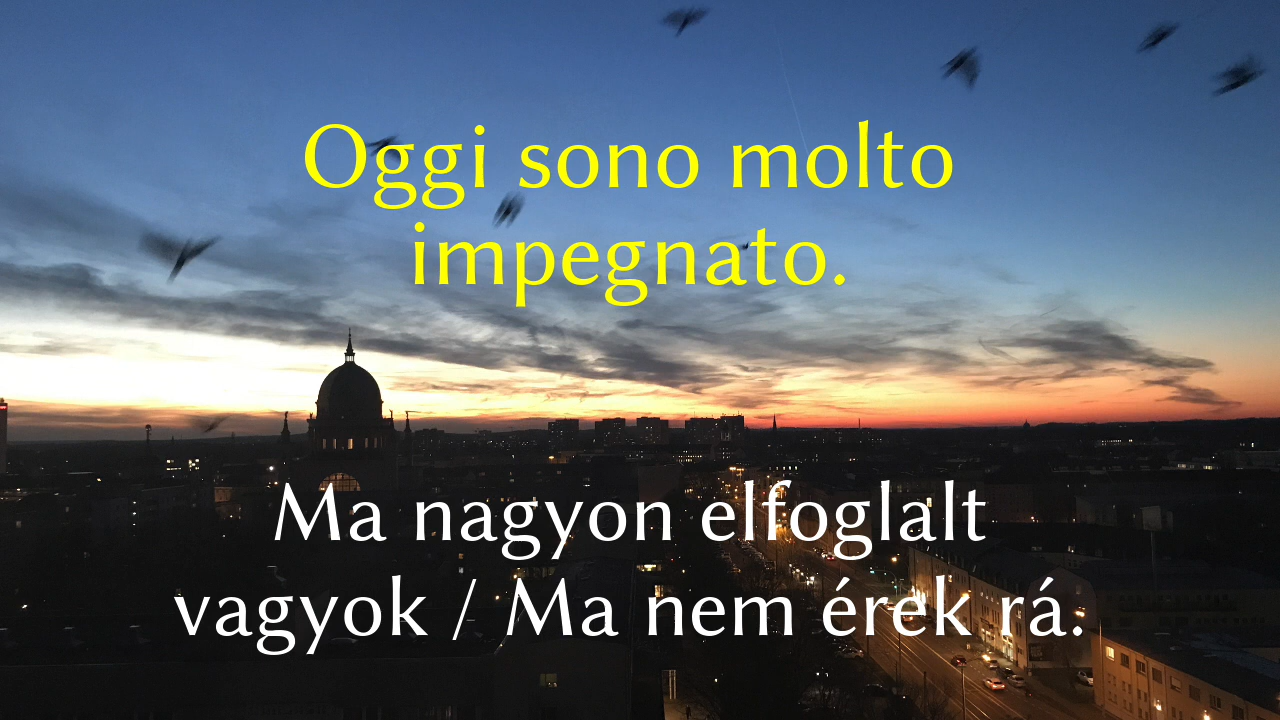 Oggi sono molto
impegnato.
Ma nagyon elfoglalt
vagyok / Ma nem érek rá.